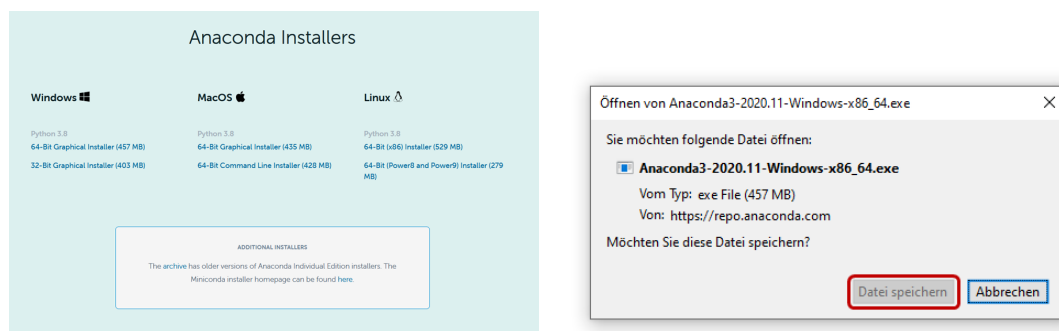 Anaconda Installers
Windows
MacOS
Linux
Python 3.8
64-Bit Graphical Installer (457 MB)
32-Bit Graphical Installer (403 MB)
Python 3.8
64-Bit Graphical Installer (435 MB)
64-Bit Command Line Installer (428 MB)
Python 3.8
64-Bit (x86) Installer (529 MB)
64-Bit (Power8 and Power9) Installer (279
MB)
ADDITIONAL INSTALLERS
The archive has older versions of Anaconda Individual Edition installers. The
Miniconda installer homepage can be found here.
Öffnen von Anaconda3-2020.11-Windows-x86_64.exe
Sie möchten folgende Datei öffnen:
Anaconda3-2020.11-Windows-x86_64.exe
Vom Typ: exe File (457 MB)
Von: https://repo.anaconda.com
Möchten Sie diese Datei speichern?
Datei speichern
Abbrechen